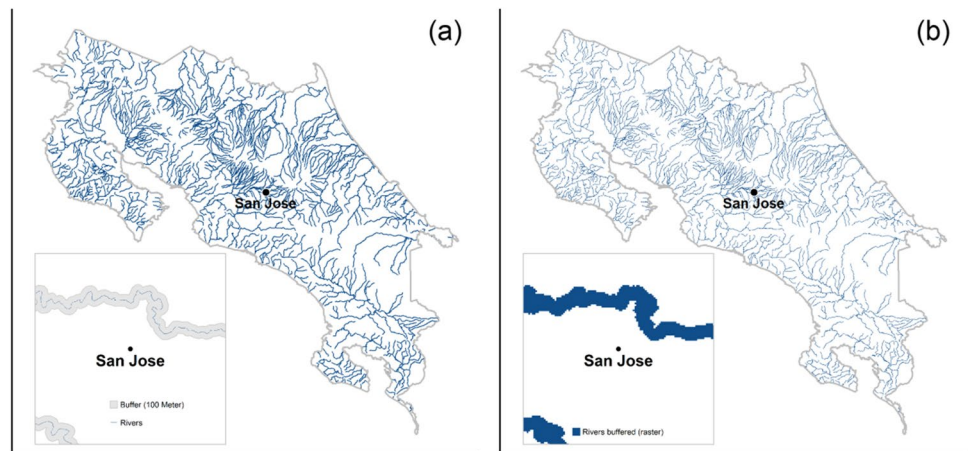 (a)
San Jose
San Jose
Buffer (100 Meter)
Rivers
(b)
San Jose
San Jose
Rivers buffered (raster)